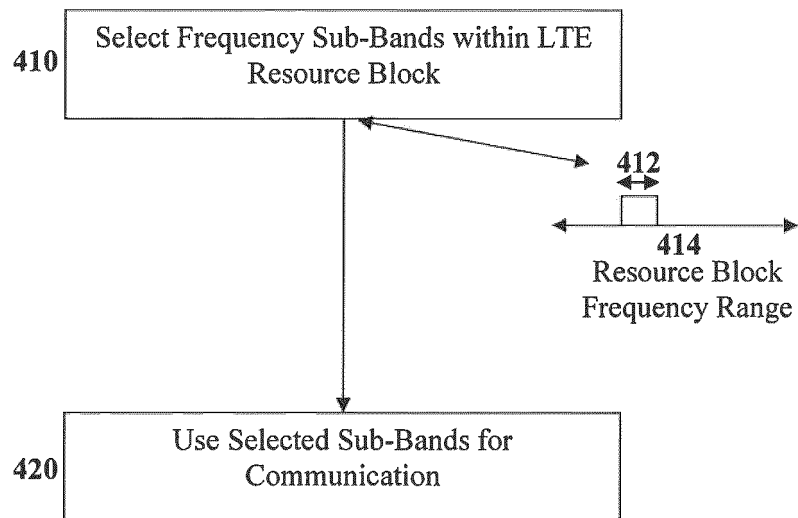 410
Select Frequency Sub-Bands within LTE
Resource Block
412
414
Resource Block
Frequency Range
420
Use Selected Sub-Bands for
Communication